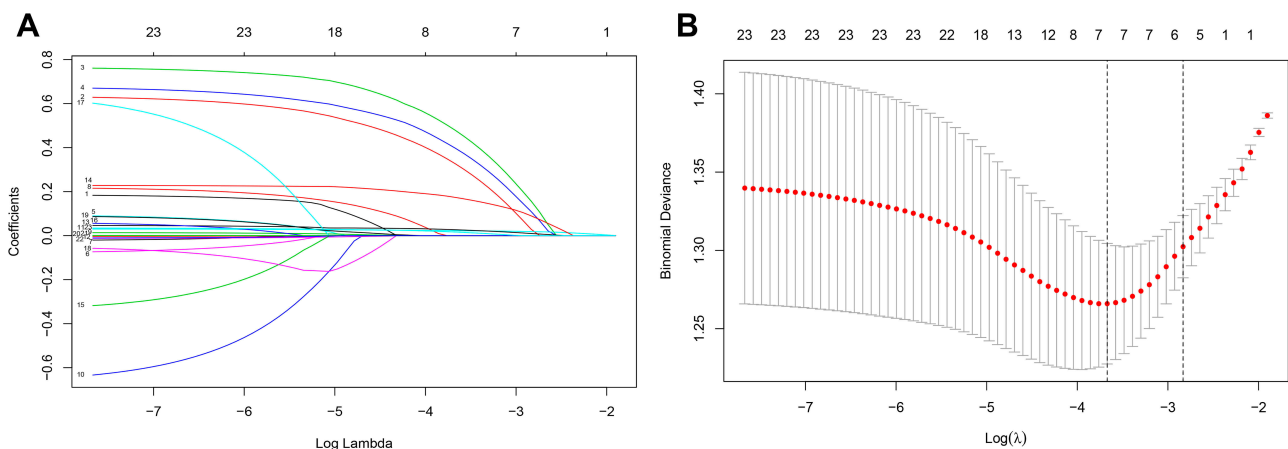 A
23 23 18 8 7 1
0.8
0.6
0.4
0.2
0.0
−0.2
−0.4
−0.6
Coefficients
3
4
2
17
14
8
1
5
19
16
13
18
6
15
10
−7 −6 −5 −4 −3 −2
Log Lambda
B
23 23 23 23 23 23 22 18 13 12 8 7 7 7 6 5 1 1
1.40
1.35
1.30
1.25
Binomial Deviance
−7 −6 −5 −4 −3 −2
Log(λ)